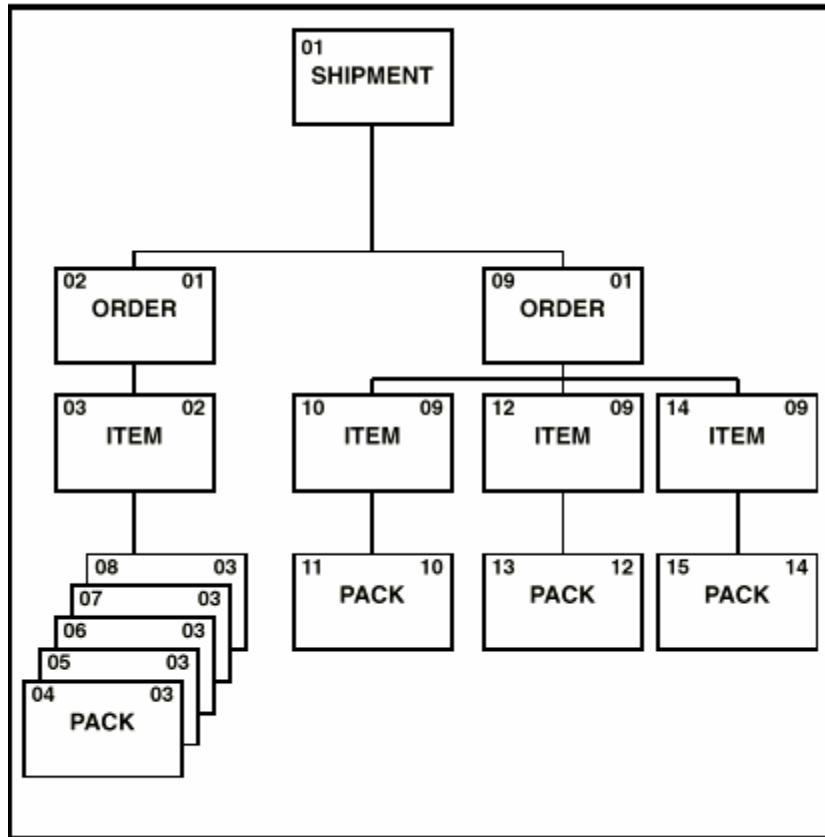 01
SHIPMENT
02 01
ORDER
09 01
ORDER
03 02
ITEM
10 09
ITEM
12 09
ITEM
14 09
ITEM
08 03
07 03
06 03
05 03
04 03
PACK
11 10
PACK
13 12
PACK
15 14
PACK